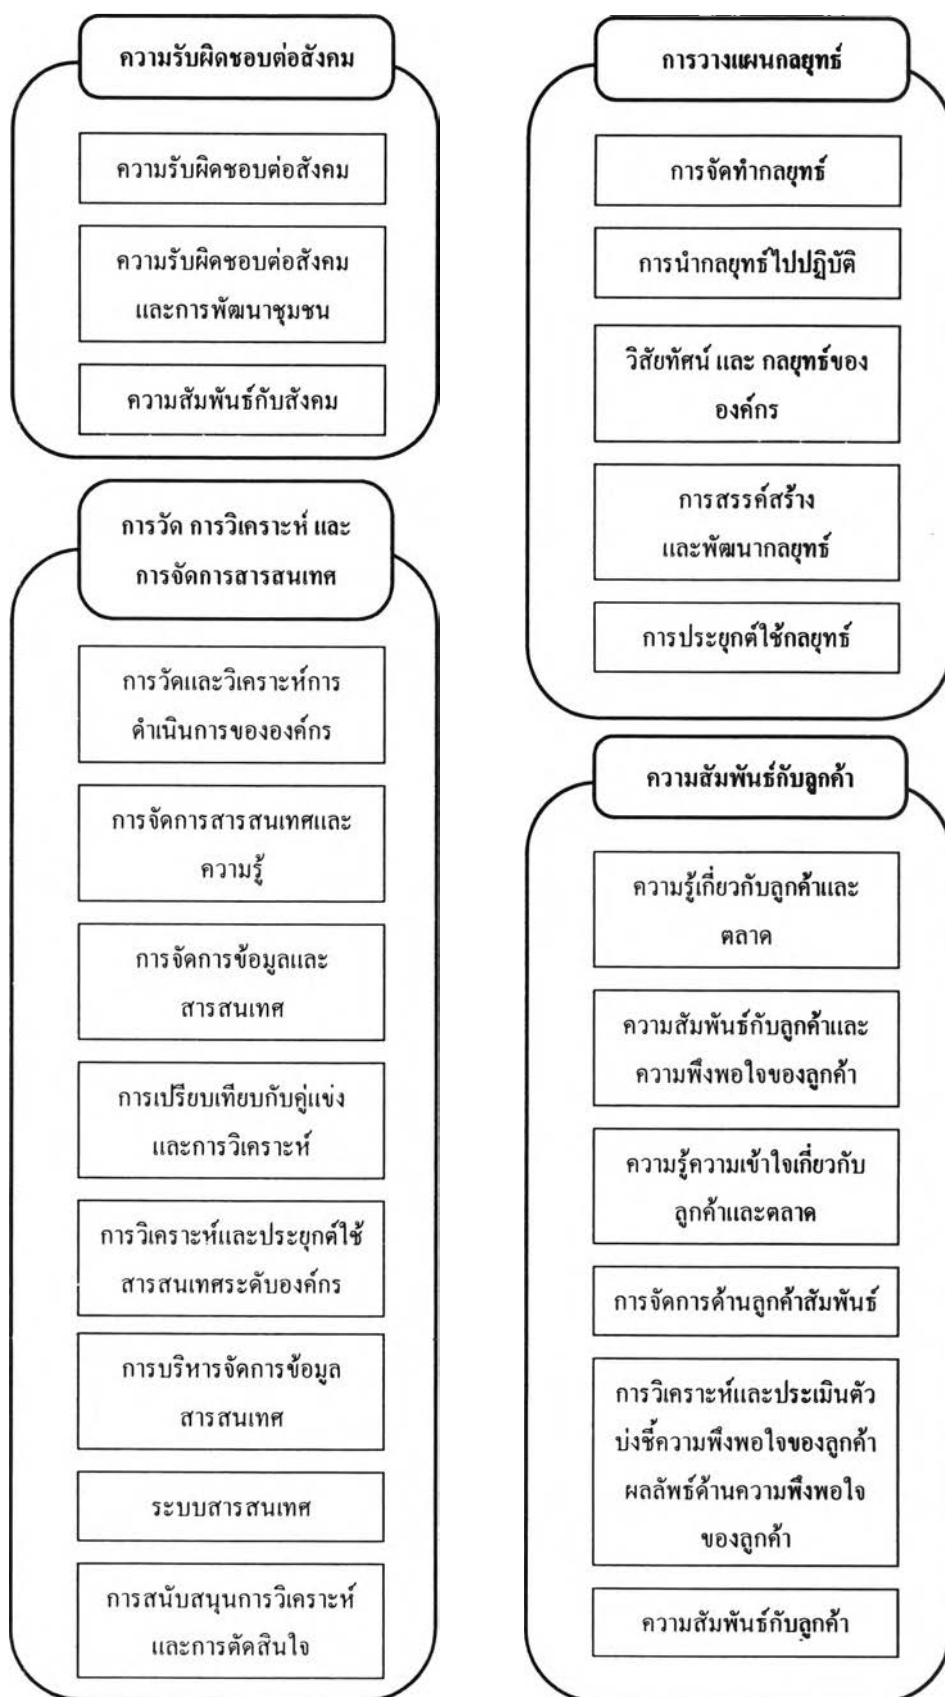 ความรับผิดชอบต่อสังคม
ความรับผิดชอบต่อสังคม
ความรับผิดชอบต่อสังคม
และการพัฒนาชุมชน
ความสัมพันธ์กับสังคม
การวัด การวิเคราะห์ และ
การจัดการสารสนเทศ
การวัดและวิเคราะห์การ
ดำเนินการขององค์กร
การจัดการสารสนเทศและ
ความรู้
การจัดการข้อมูลและ
สารสนเทศ
การเปรียบเทียบกับคู่แข่ง
และการวิเคราะห์
การวิเคราะห์และประยุกต์ใช้
สารสนเทศระดับองค์กร
การบริหารจัดการข้อมูล
สารสนเทศ
ระบบสารสนเทศ
การสนับสนุนการวิเคราะห์
และการตัดสินใจ
การวางแผนกลยุทธ์
การจัดทำกลยุทธ์
การนำกลยุทธ์ไปปฏิบัติ
วิสัยทัศน์ และ กลยุทธ์ของ
องค์กร
การสรรค์สร้าง
และพัฒนากลยุทธ์
การประยุกต์ใช้กลยุทธ์
ความสัมพันธ์กับลูกค้า
ความรู้เกี่ยวกับลูกค้าและ
ตลาด
ความสัมพันธ์กับลูกค้าและ
ความพึงพอใจของลูกค้า
ความรู้ความเข้าใจเกี่ยวกับ
ลูกค้าและตลาด
การจัดการด้านลูกค้าสัมพันธ์
การวิเคราะห์และประเมินตัว
บ่งชี้ความพึงพอใจของลูกค้า
ผลลัพธ์ด้านความพึงพอใจ
ของลูกค้า
ความสัมพันธ์กับลูกค้า